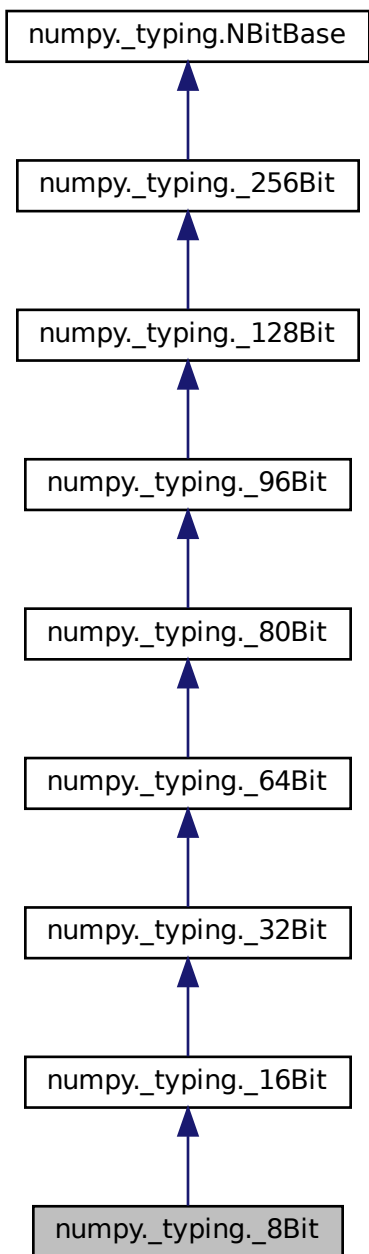 numpy._typing.NBitBase
numpy._typing._256Bit
numpy._typing._128Bit
numpy._typing._96Bit
numpy._typing._80Bit
numpy._typing._64Bit
numpy._typing._32Bit
numpy._typing._16Bit
numpy._typing._8Bit